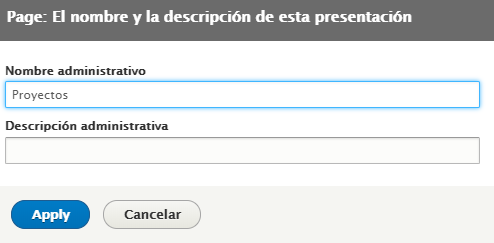 Page: El nombre y la descripción de esta presentación
Nombre administrativo
Proyectos
Descripción administrativa
Apply
Cancelar